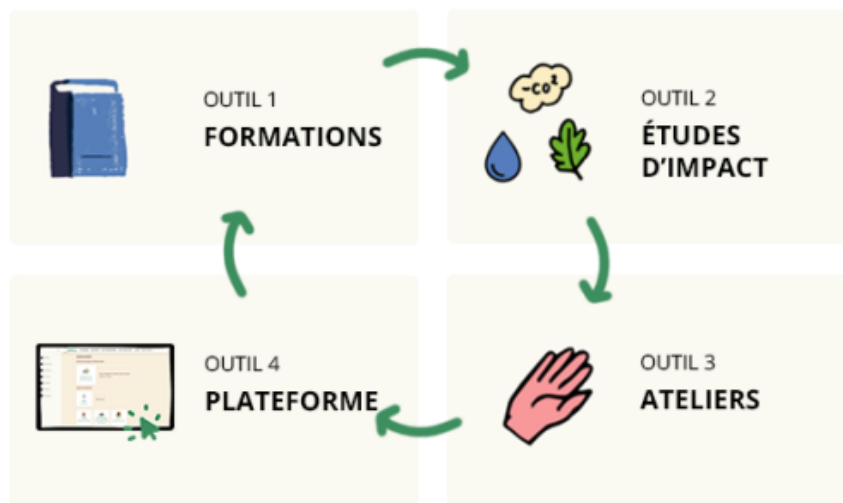 OUTIL 1
FORMATIONS
-CO²
OUTIL 2
ÉTUDES
D'IMPACT
OUTIL 4
PLATEFORME
OUTIL 3
ATELIERS